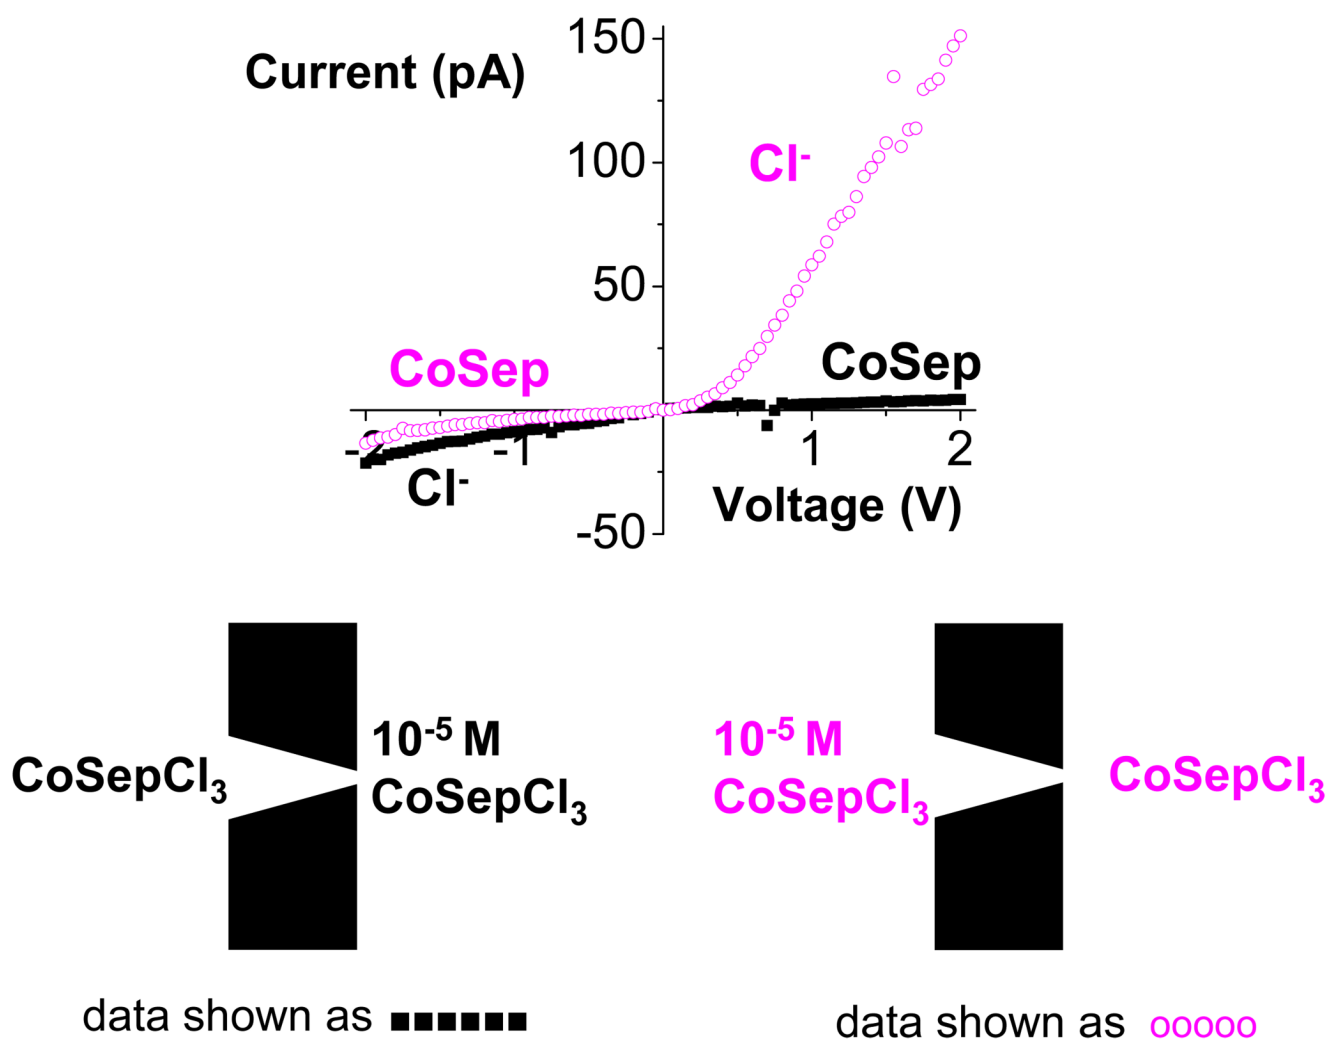 150
Current (pA)
Cl-
100
50
CoSep
CoSep
-2
-1
1
2
Cl-
Voltage (V)
-50
10-5 M
CoSepCl3
CoSepCl3
10-5 M
CoSepCl3
CoSepCl3
data shown as
data shown as ooooo